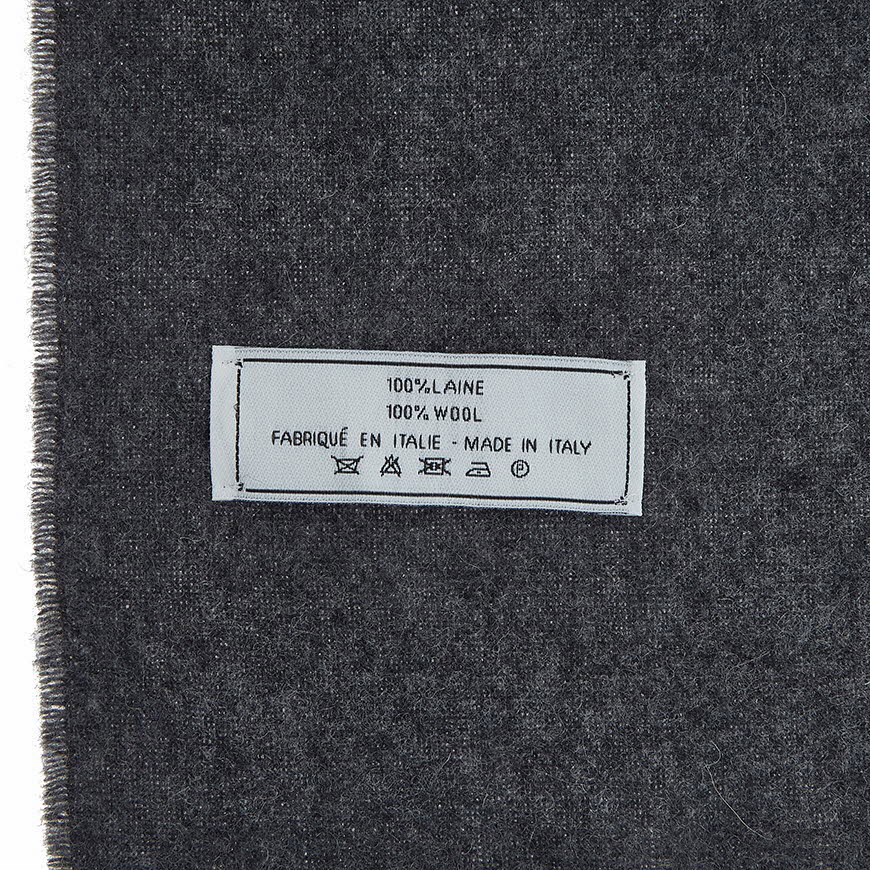 100% LAINE
100% WOOL
FABRIQUÉ EN ITALIE - MADE IN ITALY
P